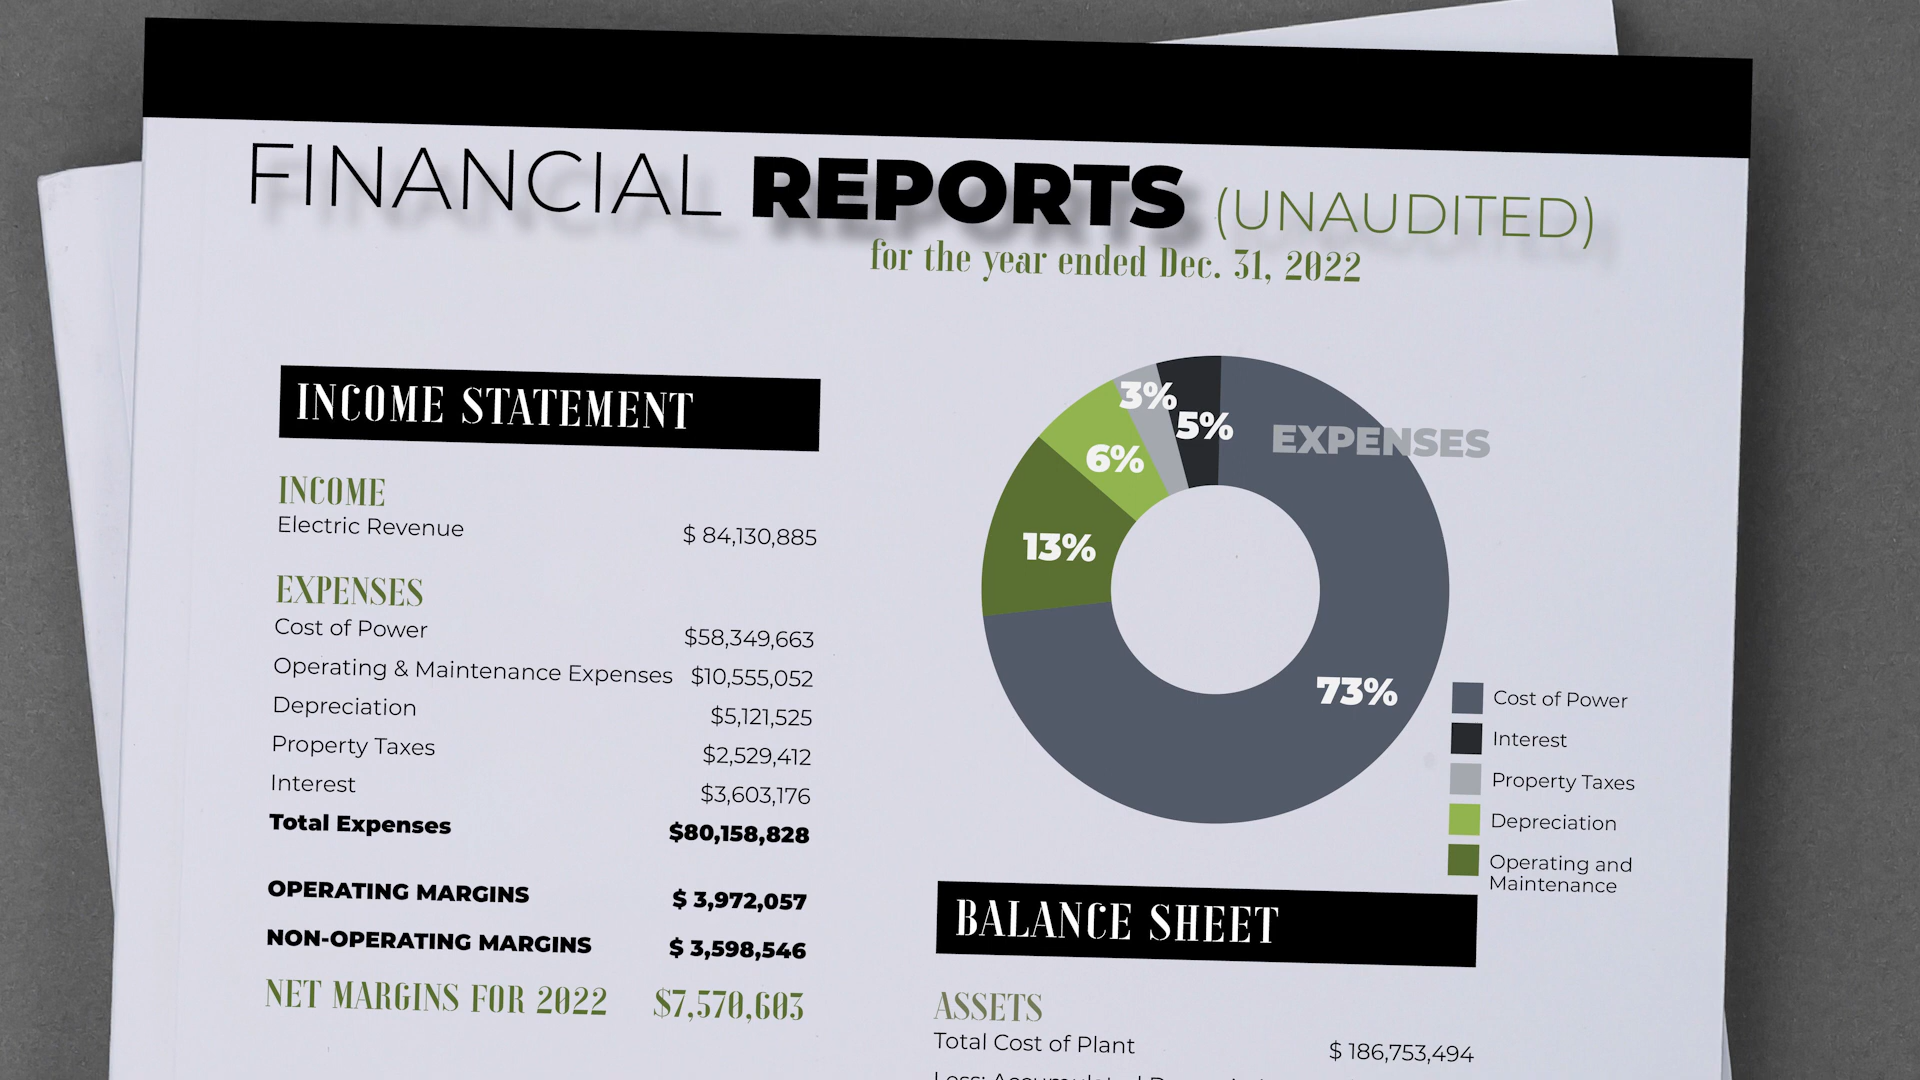 FINANCIAL REPORTS (UNAUDITED)
for the year ended Dec. 31, 2022
INCOME STATEMENT
INCOME
Electric Revenue $ 84,130,885
EXPENSES
Cost of Power $58,349,663
Operating & Maintenance Expenses $10,555,052
Depreciation $5,121,525
Property Taxes $2,529,412
Interest $3,603,176
Total Expenses $80,158,828
OPERATING MARGINS $ 3,972,057
NON-OPERATING MARGINS $ 3,598,546
NET MARGINS FOR 2022 $7,570,603
EXPENSES
3%
5%
6%
13%
73%
Cost of Power
Interest
Property Taxes
Depreciation
Operating and
Maintenance
BALANCE SHEET
ASSETS
Total Cost of Plant $ 186,753,494